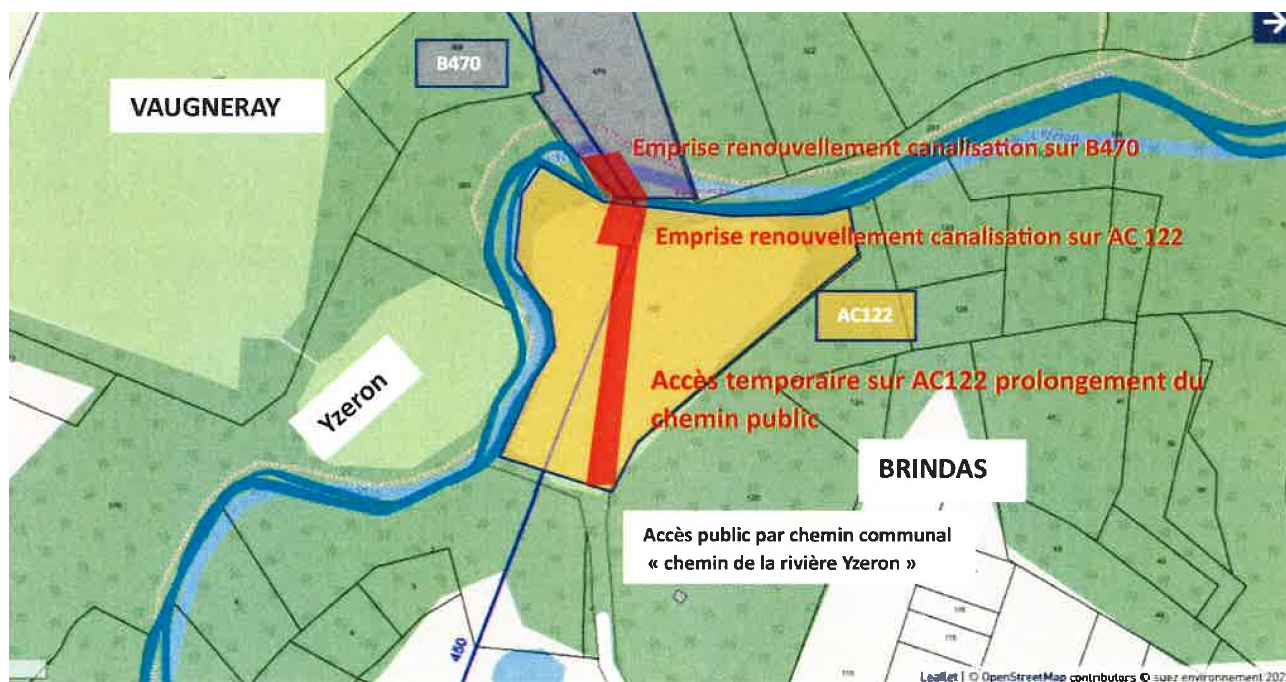 B470
VAUGNERAY
Emprise renouvellement canalisation sur B470
Emprise renouvellement canalisation sur AC 122
AC122
Yzeron
Accès temporaire sur AC122 prolongement du
chemin public
BRINDAS
Accès public par chemin communal
« chemin de la rivière Yzeron »
450
Leaflet | © OpenStreetMap contributors © suez environnement 202